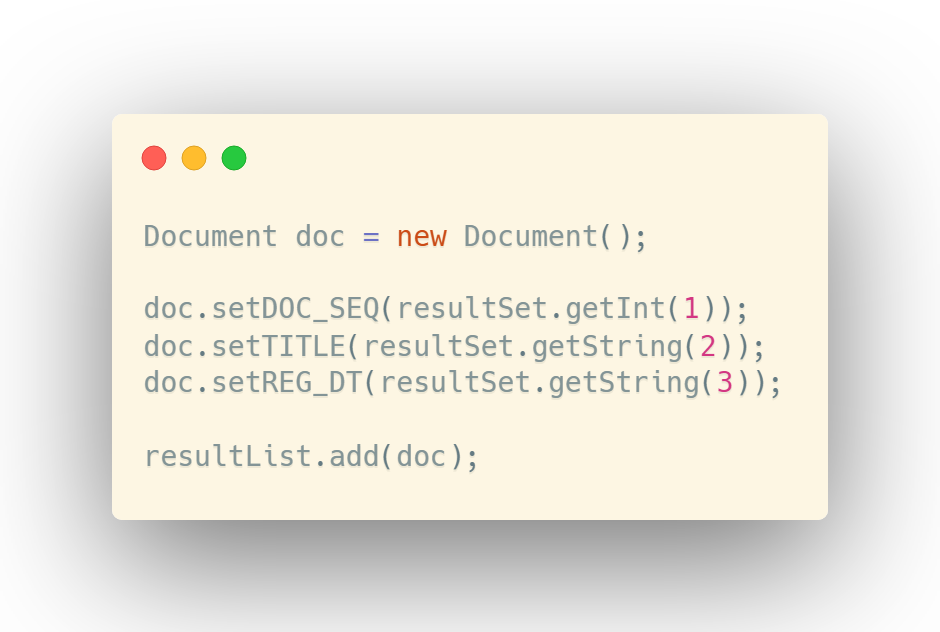 Document doc = new Document();
doc.setDOC_SEQ(resultSet.getInt(1));
doc.setTITLE(resultSet.getString(2));
doc.setREG_DT(resultSet.getString(3));
resultList.add(doc);